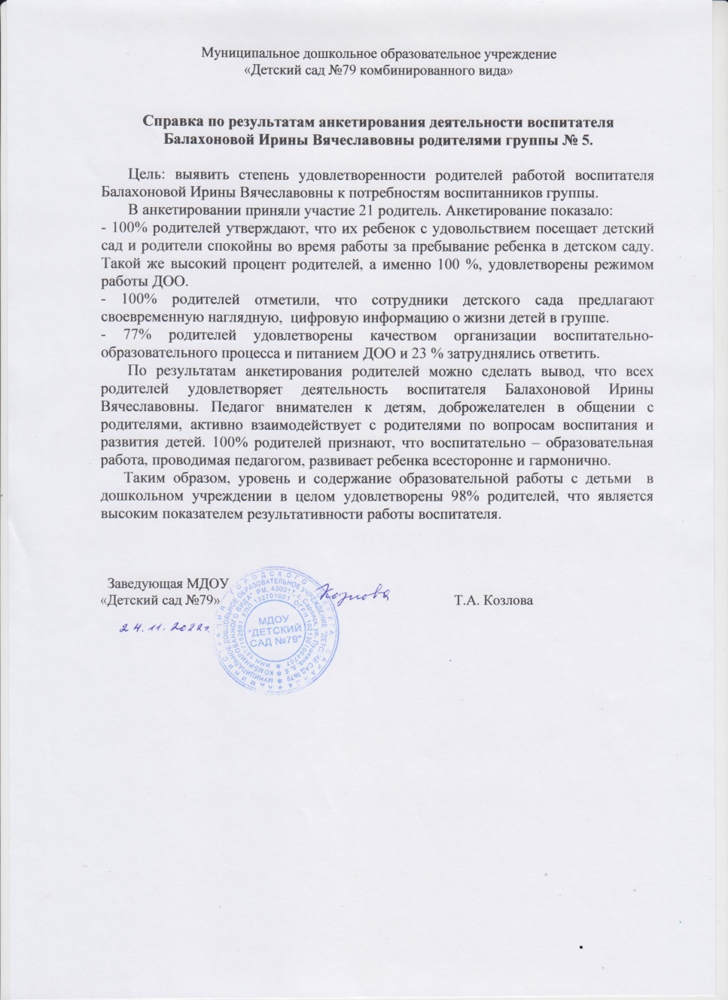 Муниципальное дошкольное образовательное учреждение
«Детский сад №79 комбинированного вида»
Справка по результатам анкетирования деятельности воспитателя
Балахоновой Ирины Вячеславовны родителями группы № 5.
Цель: выявить степень удовлетворенности родителей работой воспитателя
Балахоновой Ирины Вячеславовны к потребностям воспитанников группы.
В анкетировании приняли участие 21 родитель. Анкетирование показало:
- 100% родителей утверждают, что их ребенок с удовольствием посещает детский
сад и родители спокойны во время работы за пребывание ребенка в детском саду.
Такой же высокий процент родителей, а именно 100 %, удовлетворены режимом
работы ДОО.
- 100% родителей отметили, что сотрудники детского сада предлагают
своевременную наглядную, цифровую информацию о жизни детей в группе.
- 77% родителей удовлетворены качеством организации воспитательно-
образовательного процесса и питанием ДОО и 23 % затруднялись ответить.
По результатам анкетирования родителей можно сделать вывод, что всех
родителей удовлетворяет деятельность воспитателя Балахоновой Ирины
Вячеславовны. Педагог внимателен к детям, доброжелателен в общении с
родителями, активно взаимодействует с родителями по вопросам воспитания и
развития детей. 100% родителей признают, что воспитательно – образовательная
работа, проводимая педагогом, развивает ребенка всесторонне и гармонично.
Таким образом, уровень и содержание образовательной работы с детьми в
дошкольном учреждении в целом удовлетворены 98% родителей, что является
высоким показателем результативности работы воспитателя.
Заведующая МДОУ
«Детский сад №79» Козлова Т.А. Козлова
24.11.2022г.
МДОУ
"ДЕТСКИЙ
САД №79"